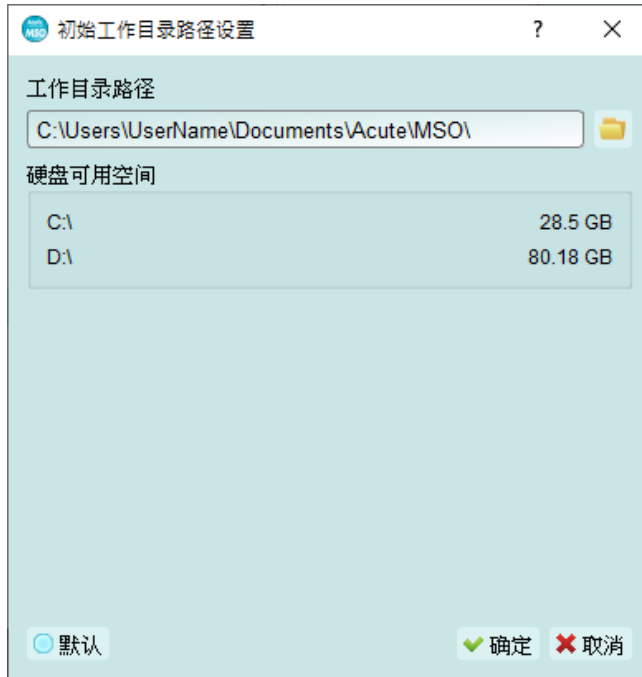 初始工作目录路径设置
工作目录路径
C:\Users\UserName\Documents\Acute\MSO\
硬盘可用空间
C:\ 28.5 GB
D:\ 80.18 GB
默认 确定 取消